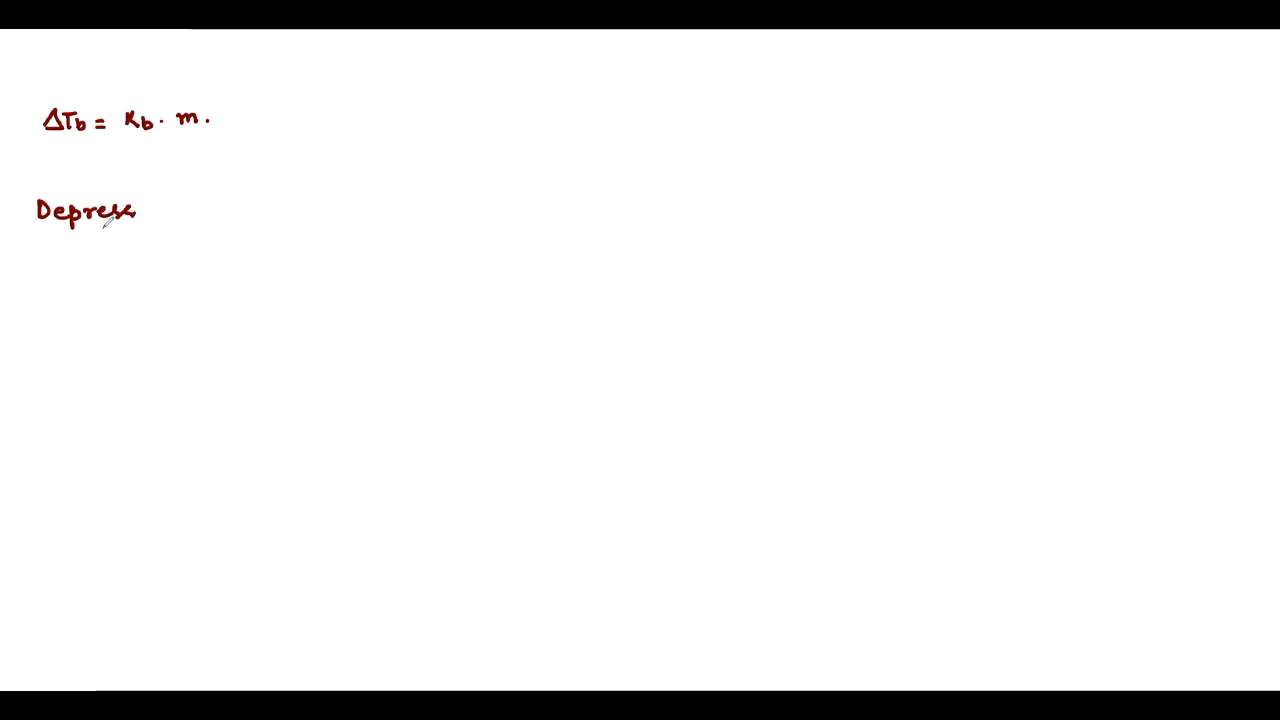 ΔTb = Kb · m.
Depress